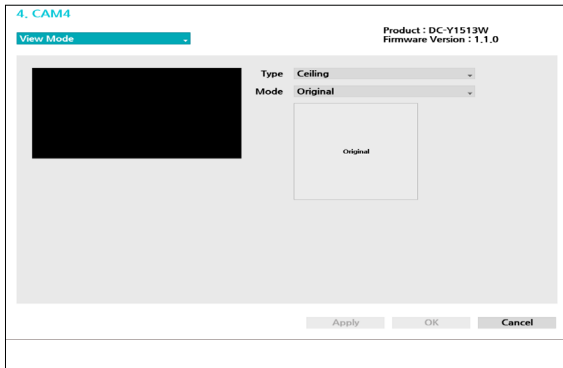 4. CAM4
View Mode
Product : DC-Y1513W
Firmware Version : 1.1.0
Type Ceiling
Mode Original
Original
Apply OK Cancel